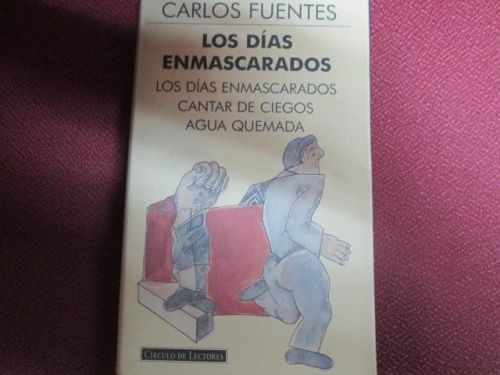 CARLOS FUENTES
LOS DÍAS
ENMASCARADOS
LOS DÍAS ENMASCARADOS
CANTAR DE CIEGOS
AGUA QUEMADA
CÍRCULO DE LECTORES